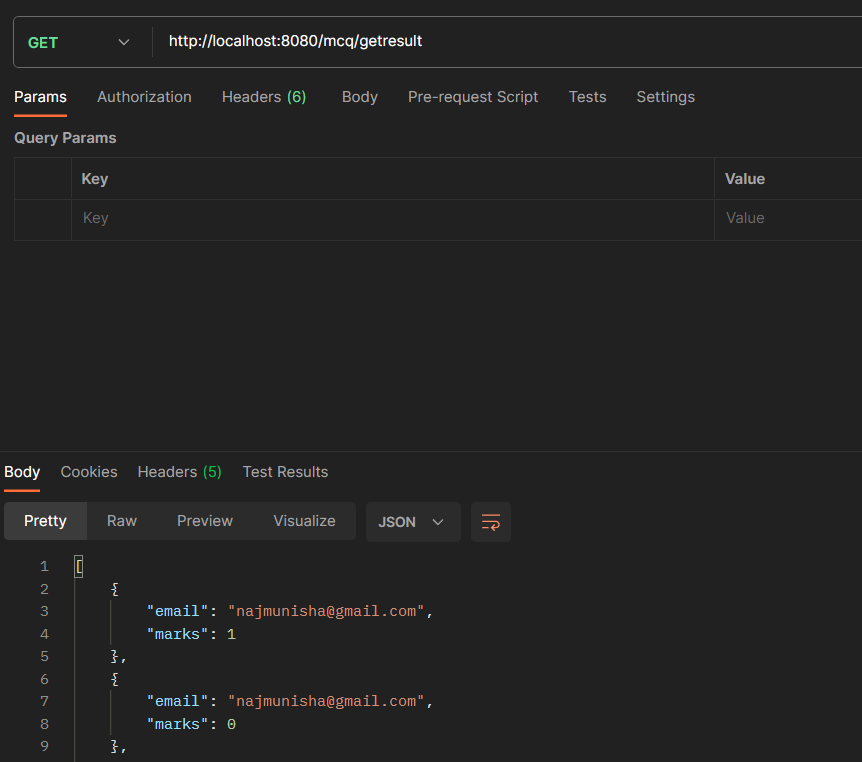 GET http://localhost:8080/mcq/getresult
Params Authorization Headers (6) Body Pre-request Script Tests Settings
Query Params
Key Value
Key Value
Body Cookies Headers (5) Test Results
Pretty Raw Preview Visualize JSON
1 [
2 {
3 "email": "najmunisha@gmail.com",
4 "marks": 1
5 },
6 {
7 "email": "najmunisha@gmail.com",
8 "marks": 0
9 },